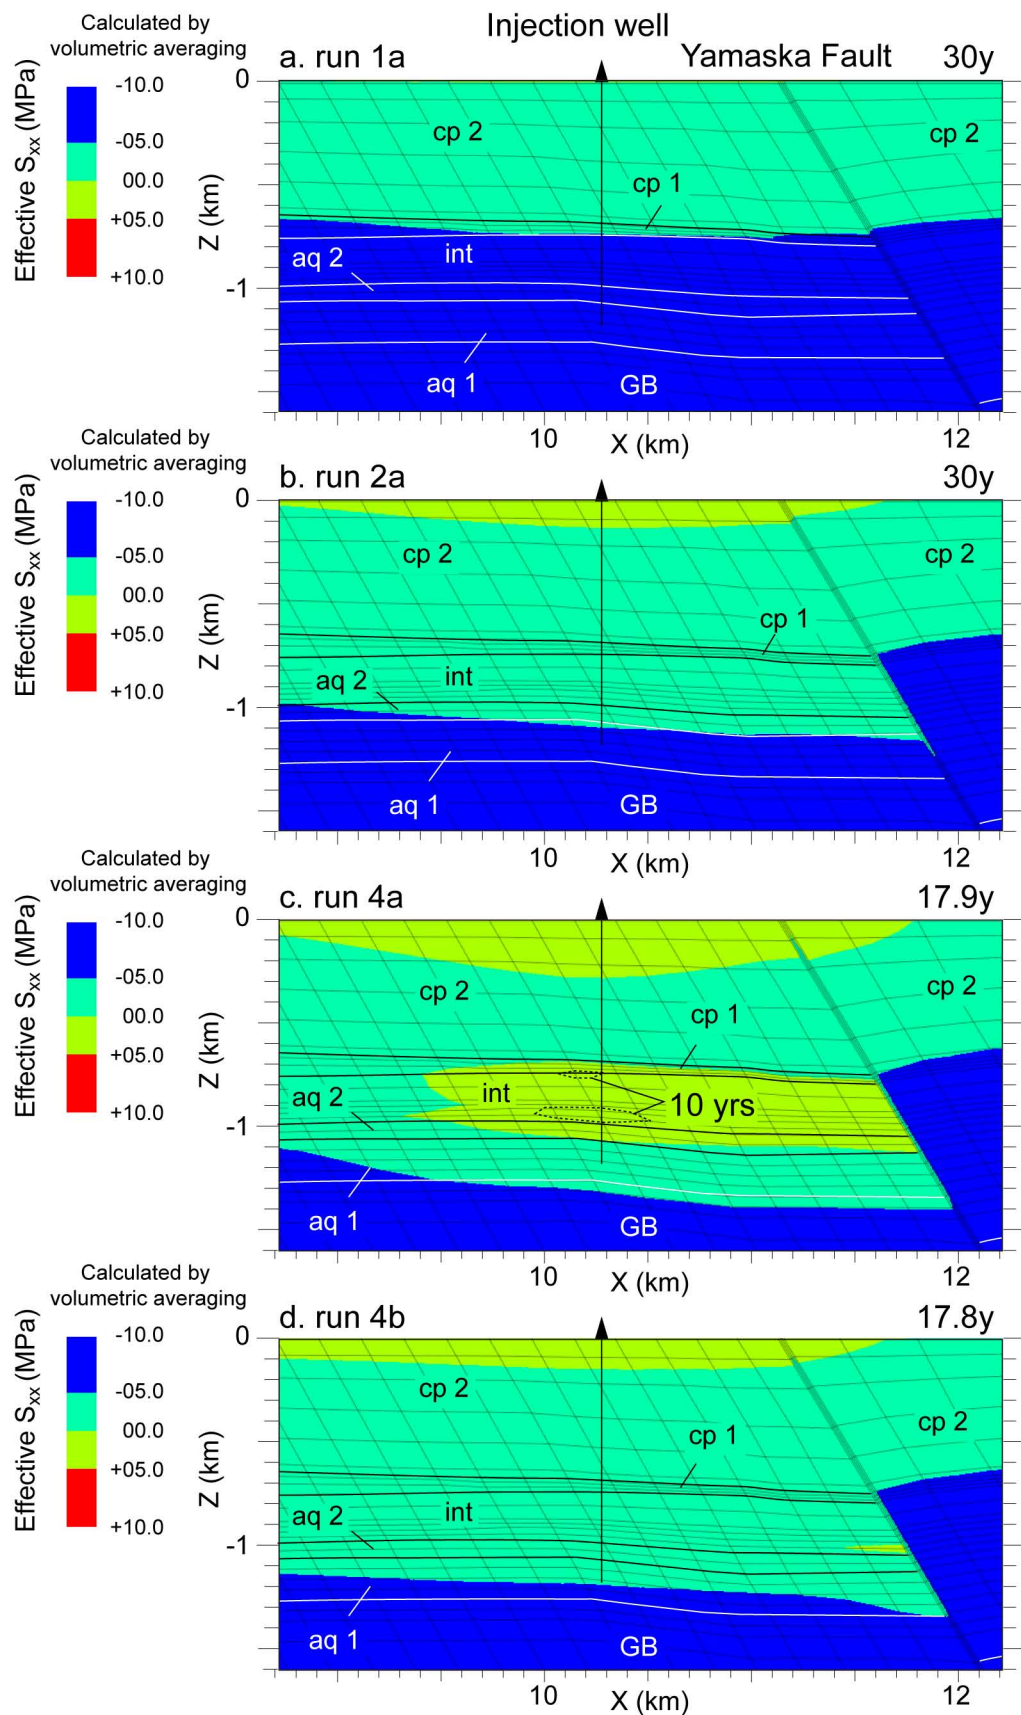 Calculated by
volumetric averaging
Injection well
a. run 1a
Yamaska Fault
30y
Effective Sxx (MPa)
-10.0
-05.0
00.0
+05.0
+10.0
Z (km)
0
-1
cp 2
cp 2
cp 1
aq 2
int
aq 1
GB
10
12
X (km)
Calculated by
volumetric averaging
b. run 2a
30y
Effective Sxx (MPa)
-10.0
-05.0
00.0
+05.0
+10.0
Z (km)
0
-1
cp 2
cp 2
cp 1
aq 2
int
aq 1
GB
10
12
X (km)
Calculated by
volumetric averaging
c. run 4a
17.9y
Effective Sxx (MPa)
-10.0
-05.0
00.0
+05.0
+10.0
Z (km)
0
-1
cp 2
cp 2
cp 1
aq 2
int
10 yrs
aq 1
GB
10
12
X (km)
Calculated by
volumetric averaging
d. run 4b
17.8y
Effective Sxx (MPa)
-10.0
-05.0
00.0
+05.0
+10.0
Z (km)
0
-1
cp 2
cp 2
cp 1
aq 2
int
aq 1
GB
10
12
X (km)